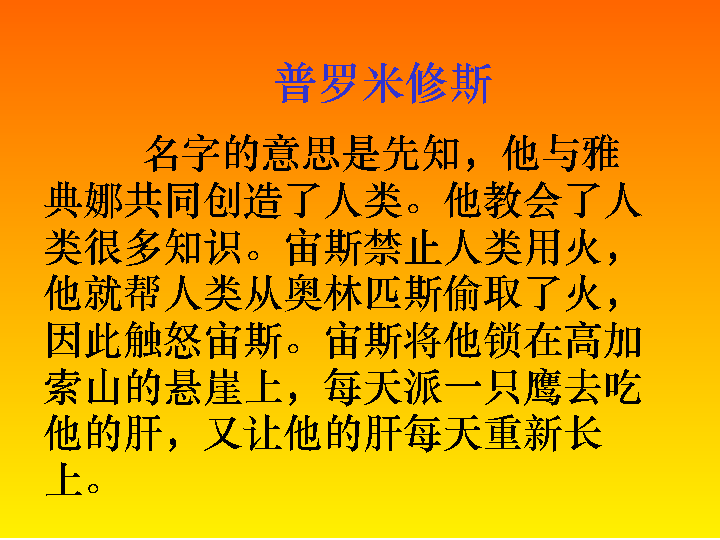 普罗米修斯
名字的意思是先知，他与雅
典娜共同创造了人类。他教会了人
类很多知识。宙斯禁止人类用火，
他就帮人类从奥林匹斯偷取了火，
因此触怒宙斯。宙斯将他锁在高加
索山的悬崖上，每天派一只鹰去吃
他的肝，又让他的肝每天重新长
上。